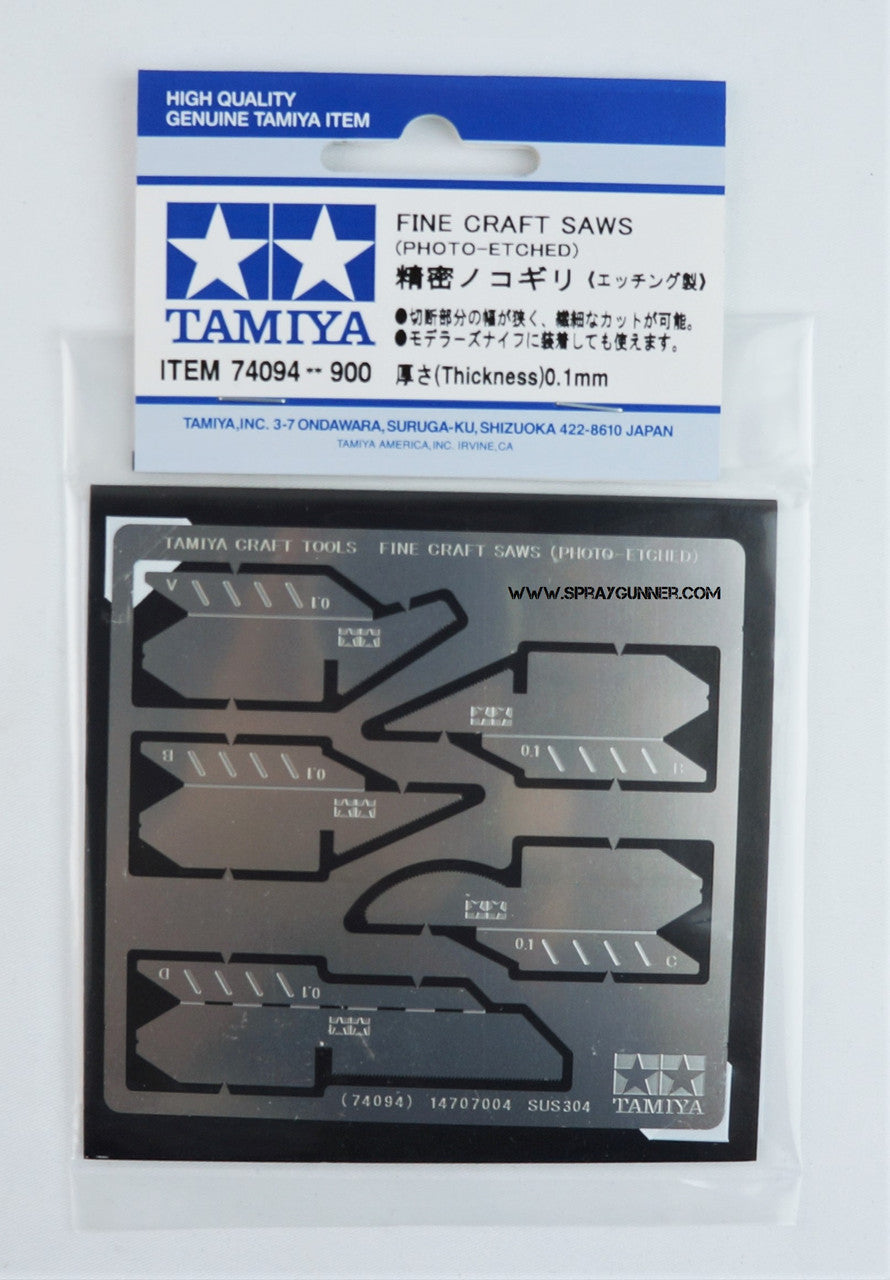 HIGH QUALITY
GENUINE TAMIYA ITEM
FINE CRAFT SAWS
(PHOTO-ETCHED)
精密ノコギリ《エッチング製》
●切断部分の幅が狭く、繊細なカットが可能。
●モデラーズナイフに装着しても使えます。
TAMIYA
ITEM 74094 ** 900
厚さ(Thickness)0.1mm
TAMIYA,INC. 3-7 ONDAWARA, SURUGA-KU, SHIZUOKA 422-8610 JAPAN
TAMIYA AMERICA, INC. IRVINE, CA
TAMIYA CRAFT TOOLS FINE CRAFT SAWS (PHOTO-ETCHED)
WWW.SPRAYGUNNER.COM
A
0.1
0.1
B
B
0.1
0.1
C
D
0.1
(74094) 14707004 SUS304
TAMIYA